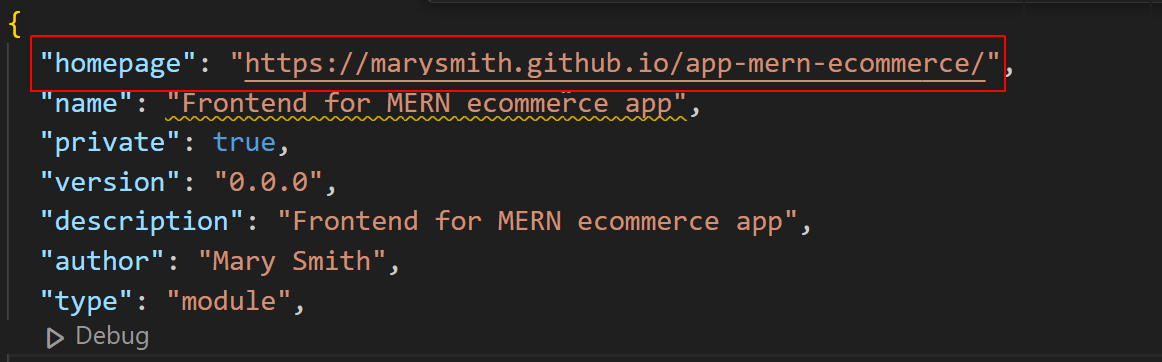 {
"homepage": "https://marysmith.github.io/app-mern-ecommerce/",
"name": "Frontend for MERN ecommerce app",
"private": true,
"version": "0.0.0",
"description": "Frontend for MERN ecommerce app",
"author": "Mary Smith",
"type": "module",
Debug